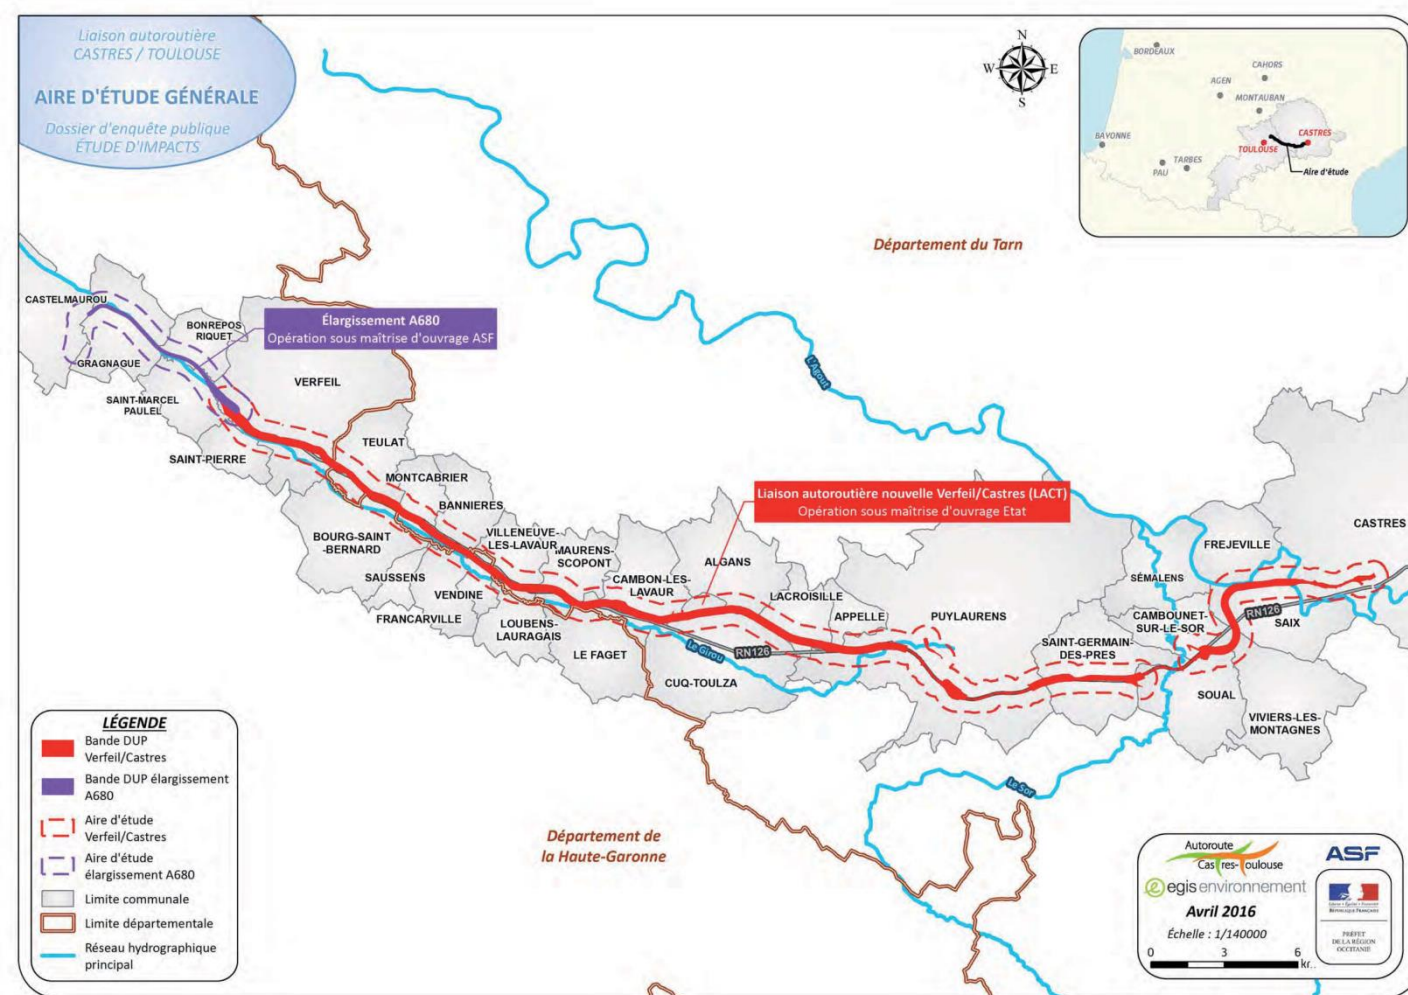 Liaison autoroutière
CASTRES / TOULOUSE
AIRE D'ÉTUDE GÉNÉRALE
Dossier d'enquête publique
ÉTUDE D'IMPACTS
N
W
E
S
BORDEAUX
CAHORS
AGEN
MONTAUBAN
BAYONNE
TOULOUSE
CASTRES
PAU
TARBES
Aire d'étude
Département du Tarn
CASTELMAUROU
BONREPOS
RIQUET
Élargissement A680
Opération sous maîtrise d'ouvrage ASF
GRAGNAGUE
VERFEIL
SAINT-MARCEL
PAULEL
L'Agout
SAINT-PIERRE
TEULAT
MONTCABRIER
BANNIERES
Liaison autoroutière nouvelle Verfeil/Castres (LACT)
Opération sous maîtrise d'ouvrage Etat
CASTRES
BOURG-SAINT
-BERNARD
VILLENEUVE-
LES-LAVAUR
MAURENS-
SCOPONT
FREJEVILLE
ALGANS
SAUSSENS
CAMBON-LES-
LAVAUR
SÉMALENS
VENDINE
LACROISILLE
FRANCARVILLE
APPELLE
PUYLAURENS
CAMBOUNET-
SUR-LE-SOR
RN126
SAIX
LOUBENS-
LAURAGAIS
SAINT-GERMAIN-
DES-PRES
LE FAGET
Le Girou
RN126
CUQ-TOULZA
SOUAL
VIVIERS-LES-
MONTAGNES
Le Sor
Département de
la Haute-Garonne
LÉGENDE
Bande DUP
Verfeil/Castres
Bande DUP élargissement
A680
Aire d'étude
Verfeil/Castres
Aire d'étude
élargissement A680
Limite communale
Limite départementale
Réseau hydrographique
principal
Autoroute
Castres-Toulouse
egis environnement
Avril 2016
Échelle : 1/140000
0 3 6
ASF
RÉPUBLIQUE FRANÇAISE
PRÉFET
DE LA RÉGION
OCCITANIE